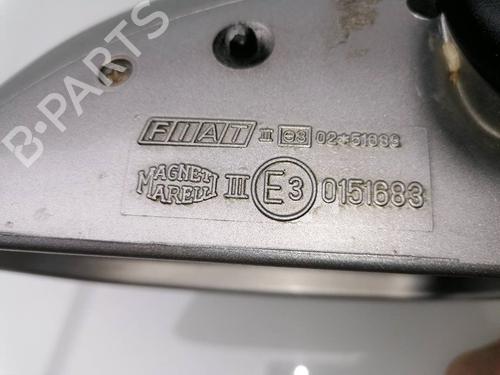 B-PARTS
FIAT III e3 02*51683
MAGNETI MARELLI III E3 0151683